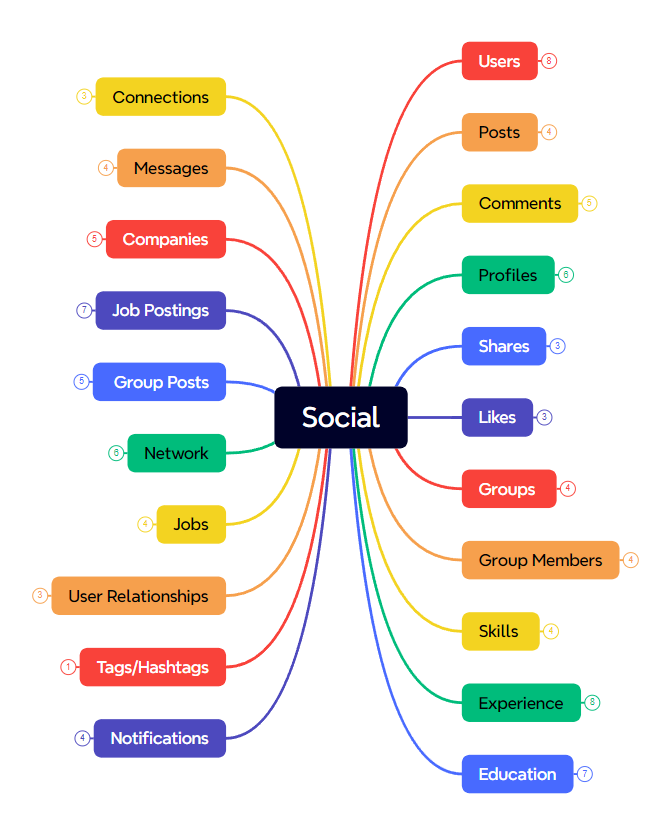 Social
Users 8
Posts 4
Comments 5
Profiles 6
Shares 3
Likes 3
Groups 4
Group Members 4
Skills 4
Experience 8
Education 7
3 Connections
4 Messages
5 Companies
7 Job Postings
5 Group Posts
6 Network
4 Jobs
3 User Relationships
1 Tags/Hashtags
4 Notifications